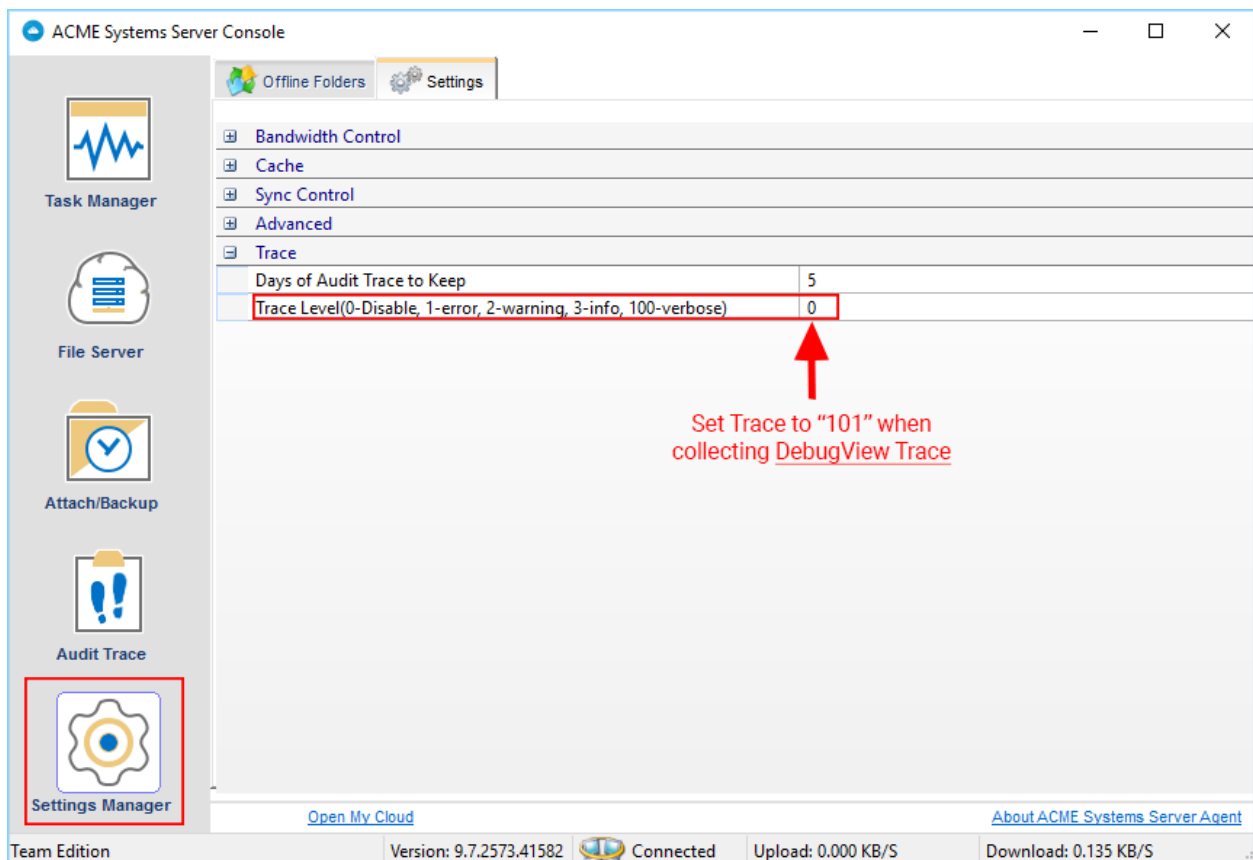 ACME Systems Server Console
Offline Folders
Settings
Bandwidth Control
Cache
Sync Control
Advanced
Trace
Days of Audit Trace to Keep 5
Trace Level(0-Disable, 1-error, 2-warning, 3-info, 100-verbose) 0
Set Trace to “101” when
collecting DebugView Trace
Task Manager
File Server
Attach/Backup
Audit Trace
Settings Manager
Open My Cloud
About ACME Systems Server Agent
Team Edition
Version: 9.7.2573.41582
Connected
Upload: 0.000 KB/S
Download: 0.135 KB/S